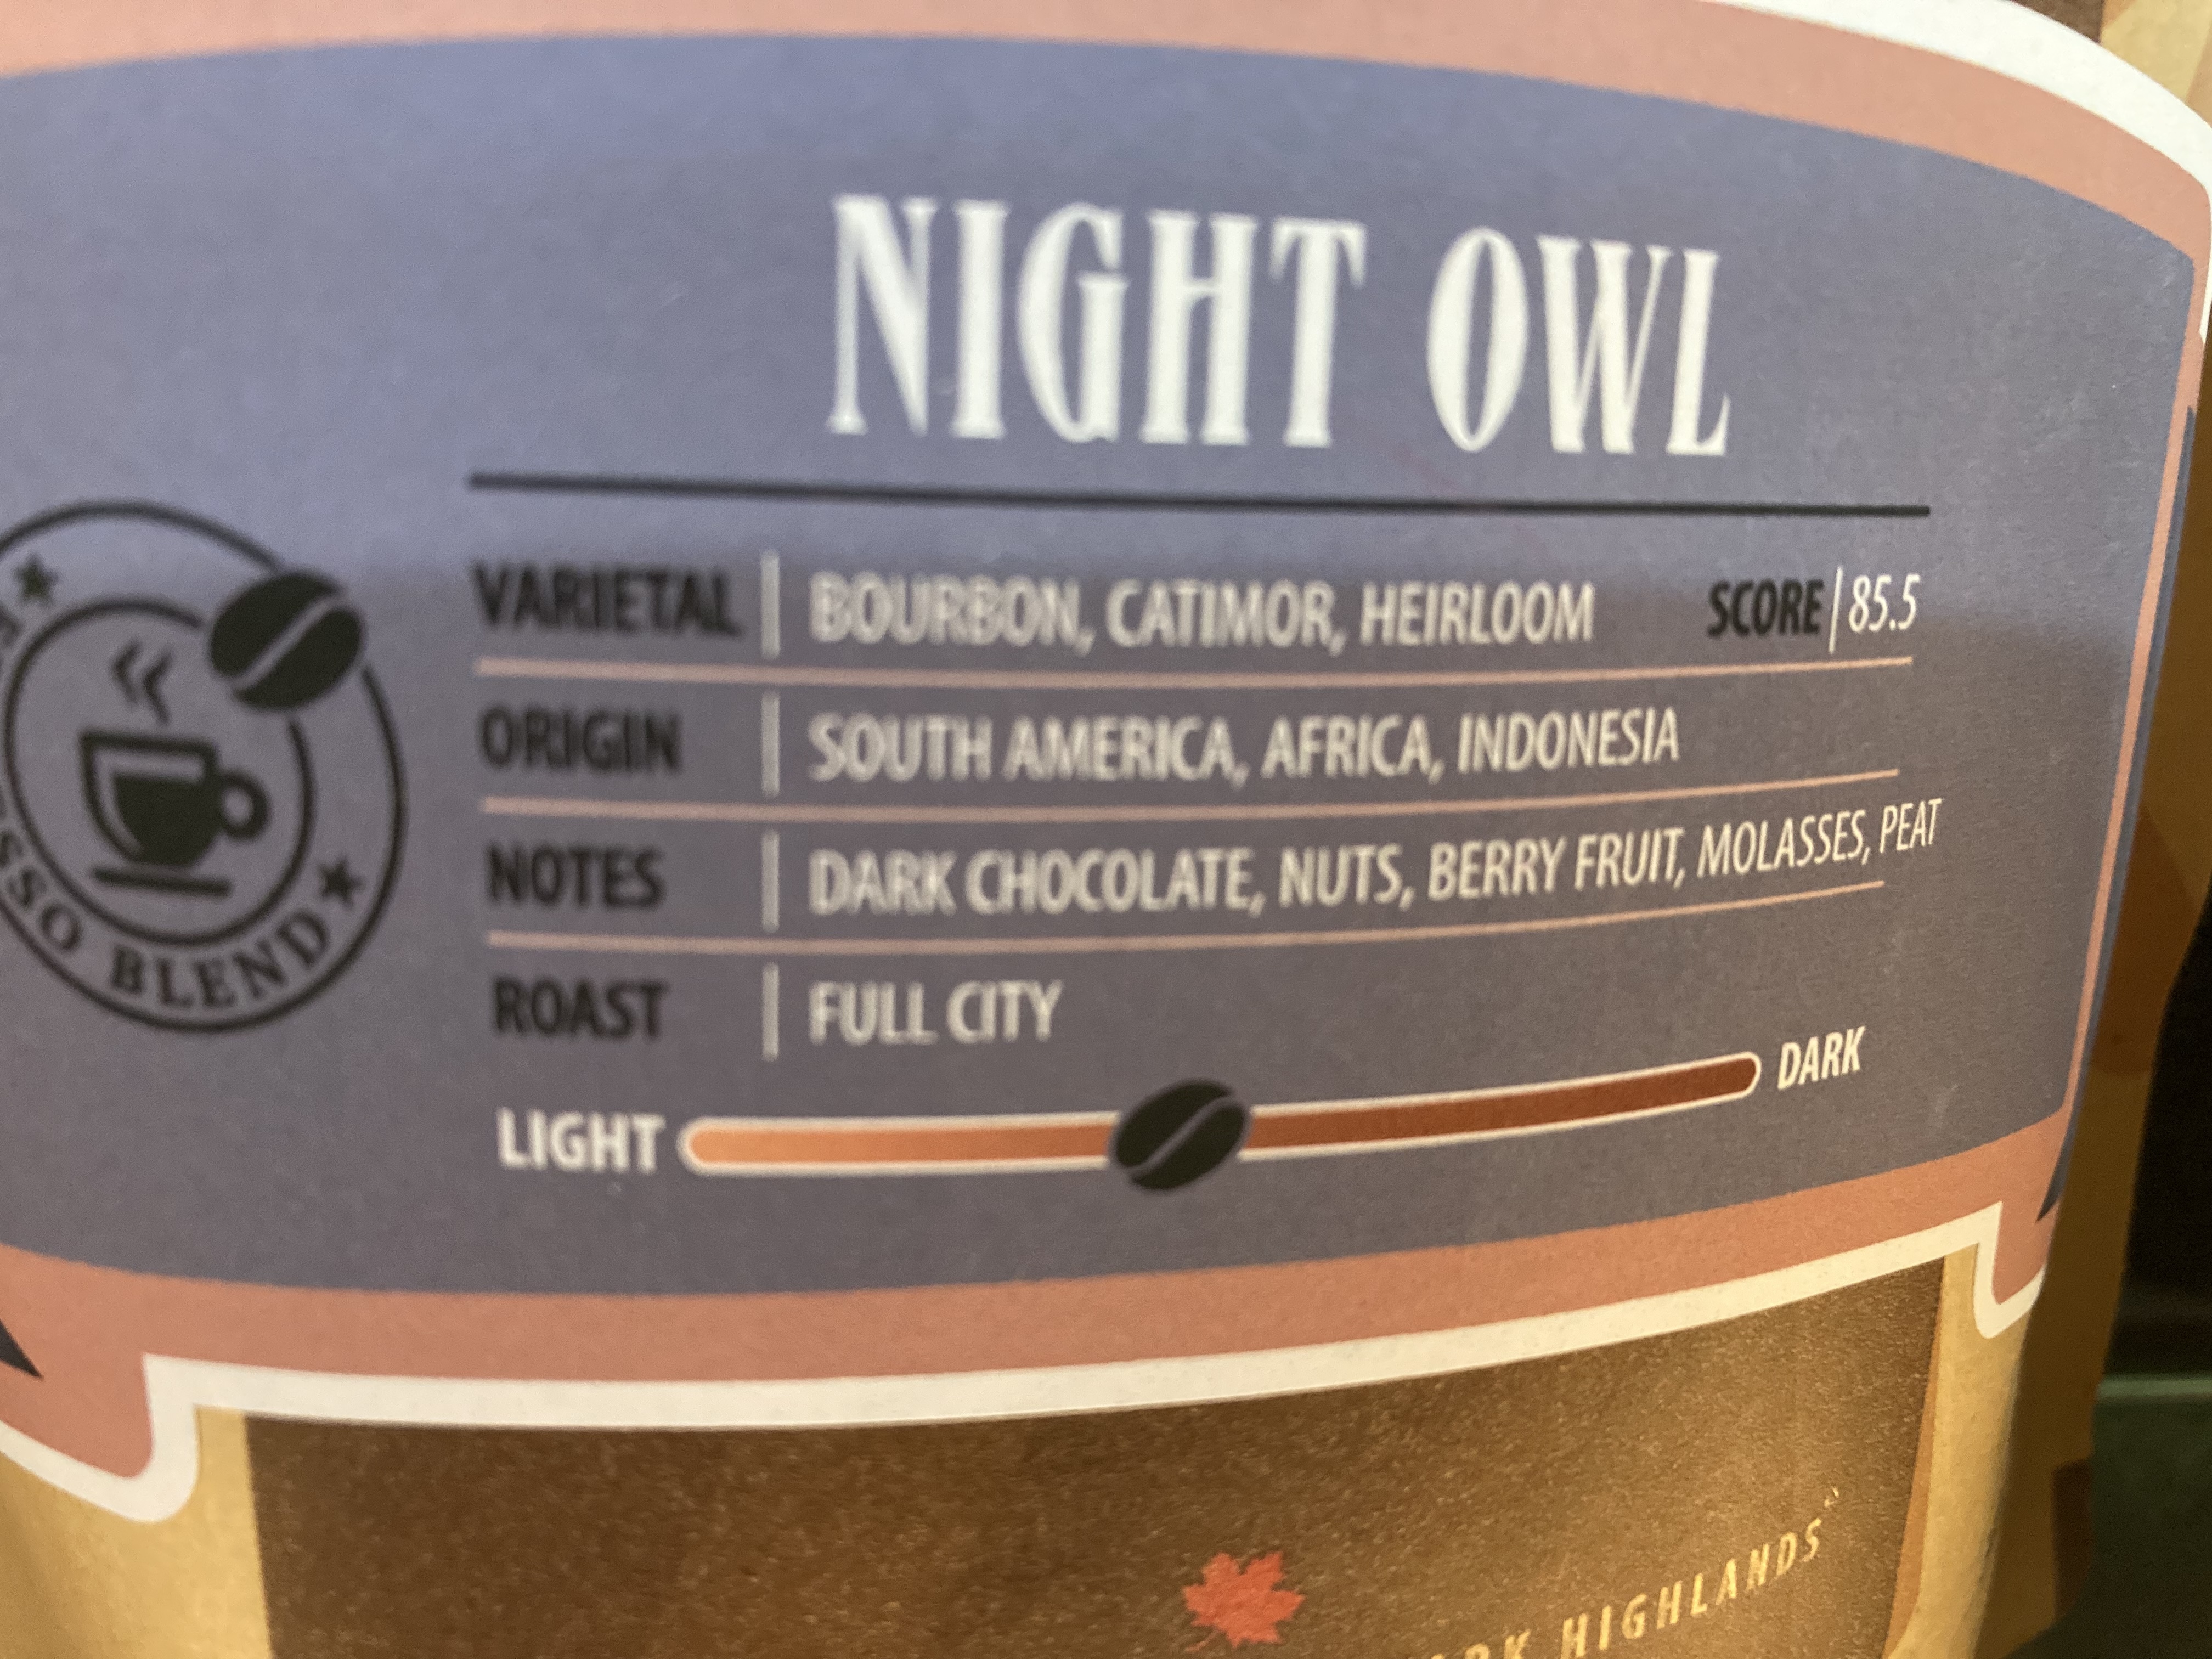 NIGHT OWL
VARIETAL | BOURBON, CATIMOR, HEIRLOOM SCORE | 85.5
ORIGIN | SOUTH AMERICA, AFRICA, INDONESIA
NOTES | DARK CHOCOLATE, NUTS, BERRY FRUIT, MOLASSES, PEAT
ROAST | FULL CITY
LIGHT DARK
BLEND
HIGHLANDS